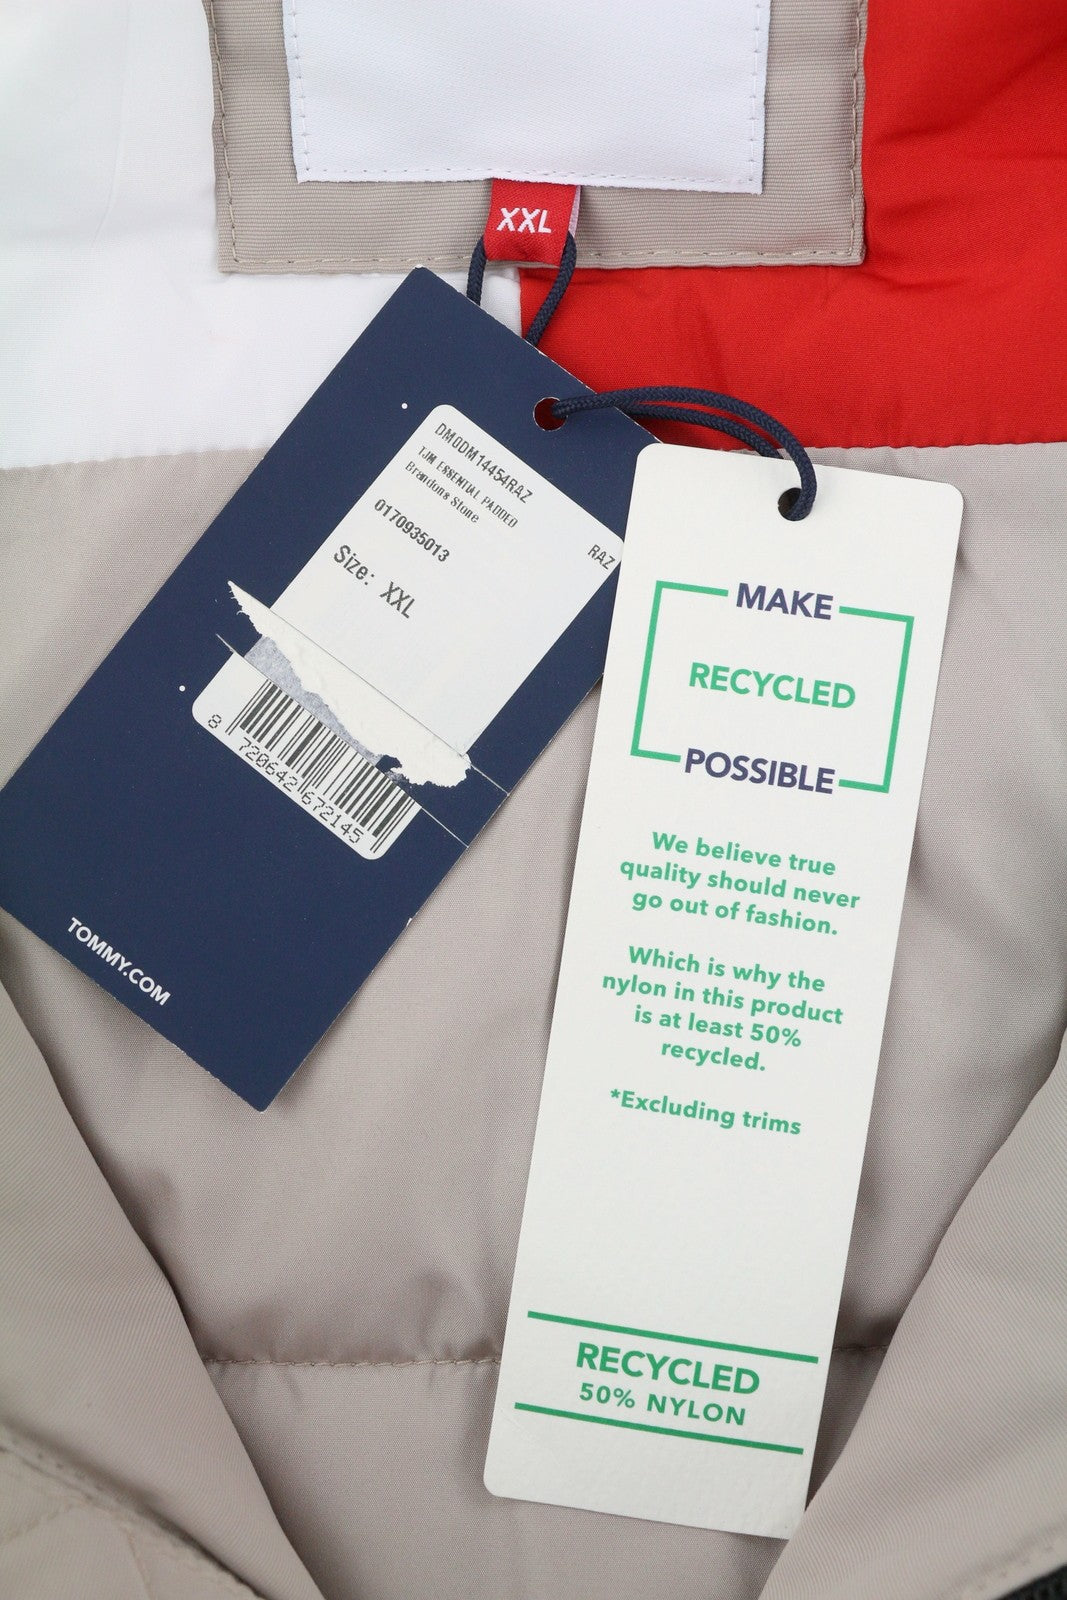 XXL
DM0DM14454RAZ
TJM ESSENTIAL PADDED
Brandons Stone
RAZ
0170935013
Size: XXL
8 720642 672145
TOMMY.COM
MAKE
RECYCLED
POSSIBLE
We believe true
quality should never
go out of fashion.
Which is why the
nylon in this product
is at least 50%
recycled.
*Excluding trims
RECYCLED
50% NYLON